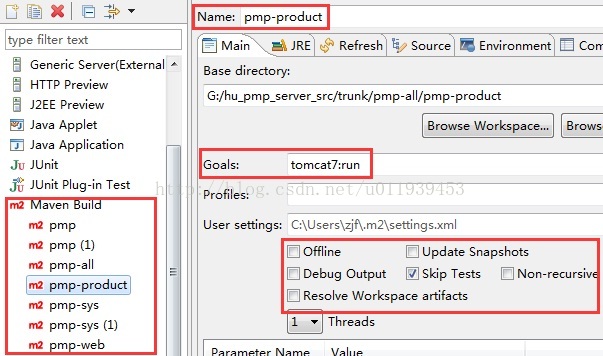 Name: pmp-product
type filter text
Main JRE Refresh Source Environment Common
Generic Server(External
HTTP Preview
J2EE Preview
Java Applet
Java Application
JUnit
JUnit Plug-in Test
Maven Build
m2 pmp
m2 pmp (1)
m2 pmp-all
m2 pmp-product
m2 pmp-sys
m2 pmp-sys (1)
m2 pmp-web
Base directory:
G:/hu_pmp_server_src/trunk/pmp-all/pmp-product
Browse Workspace...
Goals: tomcat7:run
http://blog.csdn.net/u011939453
Profiles:
User settings: C:\Users\zjf\.m2\settings.xml
Offline Update Snapshots
Debug Output Skip Tests Non-recursive
Resolve Workspace artifacts
1 Threads
Parameter Name Value